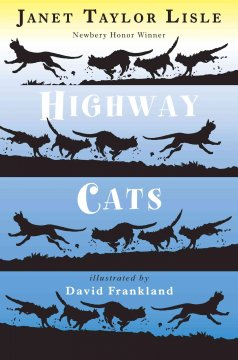 JANET TAYLOR LISLE
Newbery Honor Winner
HIGHWAY
CATS
illustrated by
David Frankland